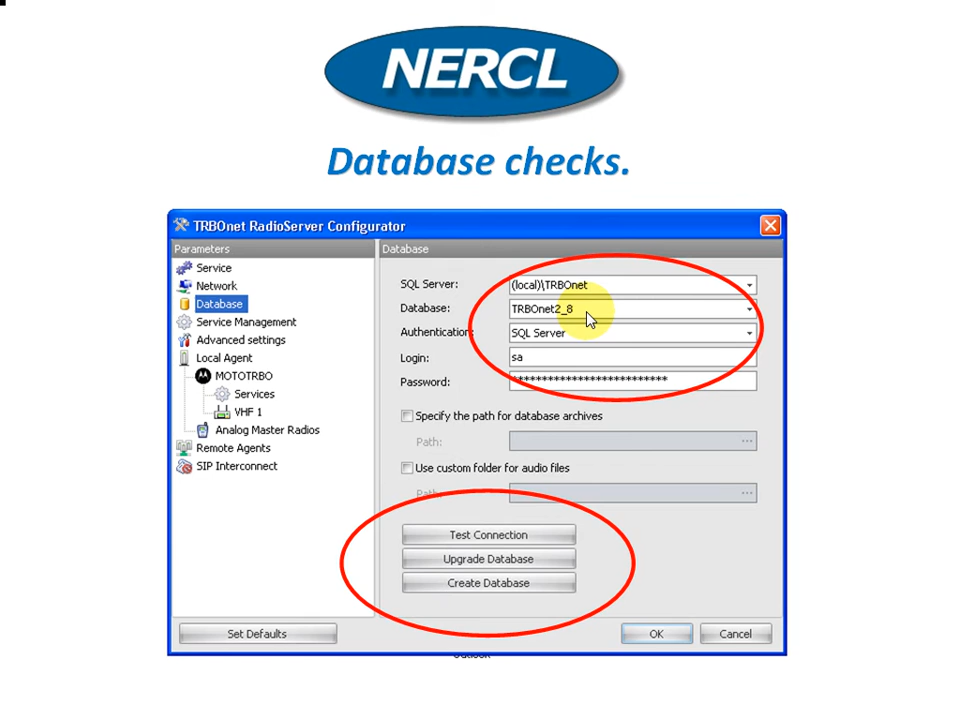 NERCL
Database checks.
TRBOnet RadioServer Configurator
Parameters
Service
Network
Database
Service Management
Advanced settings
Local Agent
MOTOTRBO
Services
VHF 1
Analog Master Radios
Remote Agents
SIP Interconnect
Set Defaults
Database
SQL Server: (local)\TRBOnet
Database: TRBOnet2_8
Authentication: SQL Server
Login: sa
Password: **************************
Specify the path for database archives
Path: ...
Use custom folder for audio files
Path: ...
Test Connection
Upgrade Database
Create Database
OK Cancel